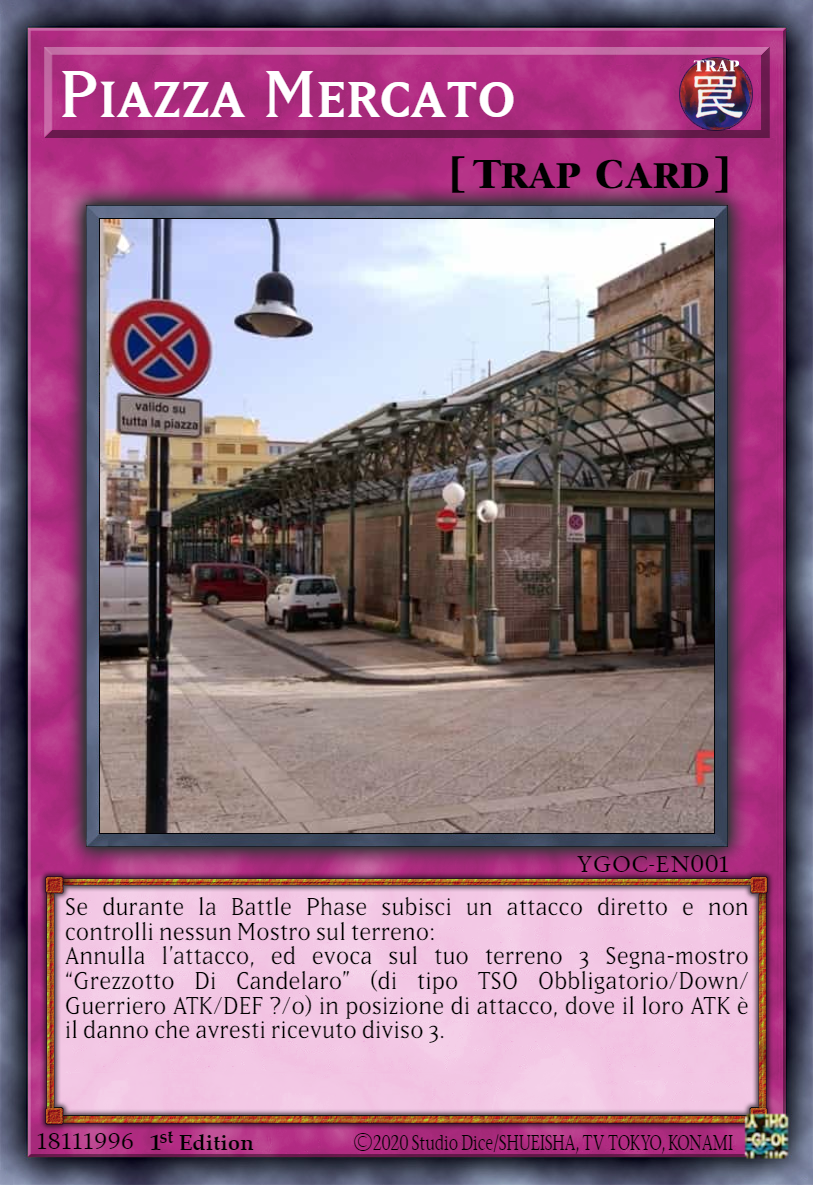 Piazza Mercato
TRAP
罠
[Trap Card]
valido su
tutta la piazza
F
YGOC-EN001
Se durante la Battle Phase subisci un attacco diretto e non
controlli nessun Mostro sul terreno:
Annulla l'attacco, ed evoca sul tuo terreno 3 Segna-mostro
“Grezzotto Di Candelaro” (di tipo TSO Obbligatorio/Down/
Guerriero ATK/DEF ?/0) in posizione di attacco, dove il loro ATK è
il danno che avresti ricevuto diviso 3.
18111996 1st Edition ©2020 Studio Dice/SHUEISHA, TV TOKYO, KONAMI